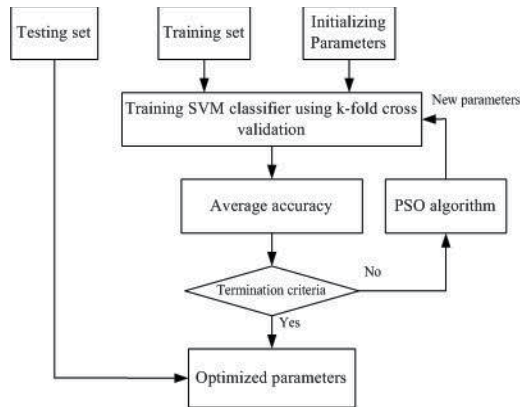 Testing set
Training set
Initializing
Parameters
New parameters
Training SVM classifier using k-fold cross
validation
Average accuracy
PSO algorithm
No
Termination criteria
Yes
Optimized parameters